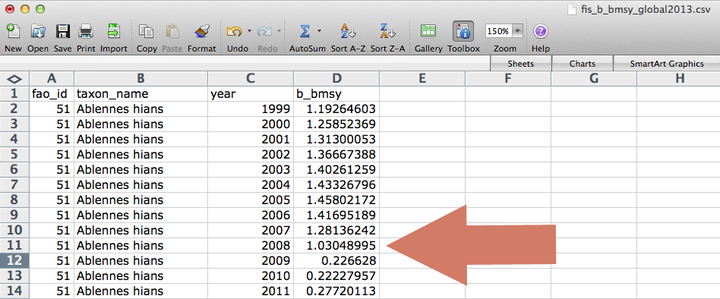 fis_b_bmsy_global2013.csv
150%
New Open Save Print Import Copy Paste Format Undo Redo AutoSum Sort A-Z Sort Z-A Gallery Toolbox Zoom Help
Sheets Charts SmartArt Graphics
A B C D E F G H
1 fao_id taxon_name year b_bmsy
2 51 Ablennes hians 1999 1.19264603
3 51 Ablennes hians 2000 1.25852369
4 51 Ablennes hians 2001 1.31300053
5 51 Ablennes hians 2002 1.36667388
6 51 Ablennes hians 2003 1.40261259
7 51 Ablennes hians 2004 1.43326796
8 51 Ablennes hians 2005 1.45802172
9 51 Ablennes hians 2006 1.41695189
10 51 Ablennes hians 2007 1.28136242
11 51 Ablennes hians 2008 1.03048995
12 51 Ablennes hians 2009 0.226628
13 51 Ablennes hians 2010 0.22227957
14 51 Ablennes hians 2011 0.27720113